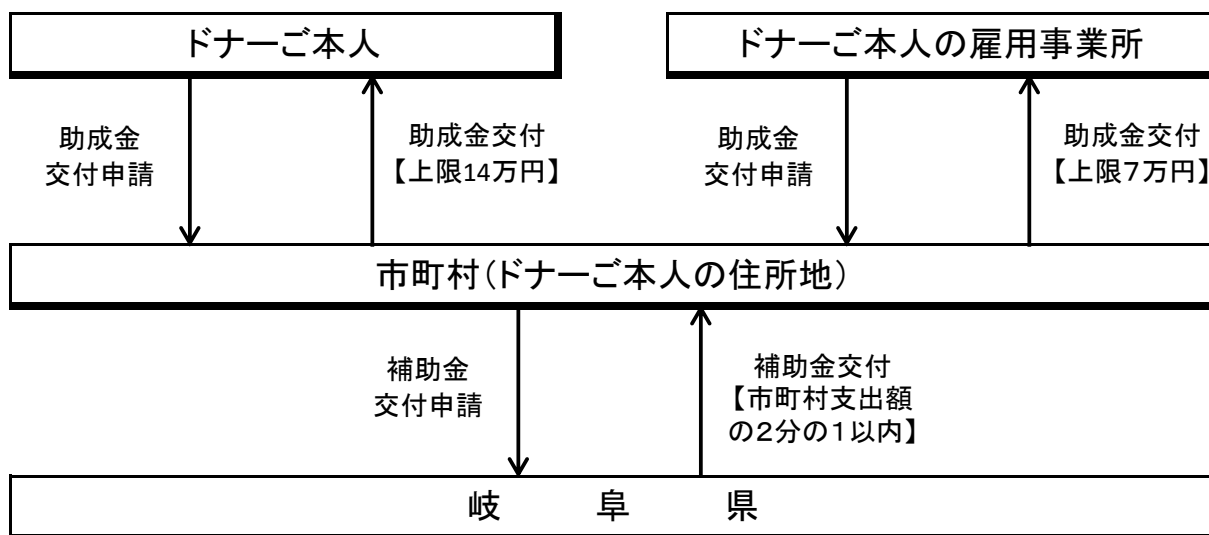 ドナーご本人
ドナーご本人の雇用事業所
助成金
交付申請
助成金交付
【上限14万円】
助成金
交付申請
助成金交付
【上限７万円】
市町村（ドナーご本人の住所地）
補助金
交付申請
補助金交付
【市町村支出額
の２分の１以内】
岐　阜　県